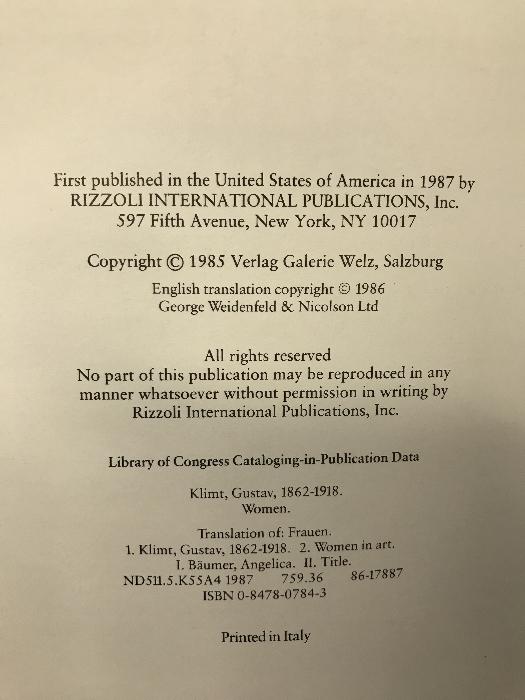 First published in the United States of America in 1987 by
RIZZOLI INTERNATIONAL PUBLICATIONS, Inc.
597 Fifth Avenue, New York, NY 10017
Copyright © 1985 Verlag Galerie Welz, Salzburg
English translation copyright © 1986
George Weidenfeld & Nicolson Ltd
All rights reserved
No part of this publication may be reproduced in any
manner whatsoever without permission in writing by
Rizzoli International Publications, Inc.
Library of Congress Cataloging-in-Publication Data
Klimt, Gustav, 1862-1918.
Women.
Translation of: Frauen.
1. Klimt, Gustav, 1862-1918. 2. Women in art.
I. Bäumer, Angelica. II. Title.
ND511.5.K55A4 1987 759.36 86-17887
ISBN 0-8478-0784-3
Printed in Italy